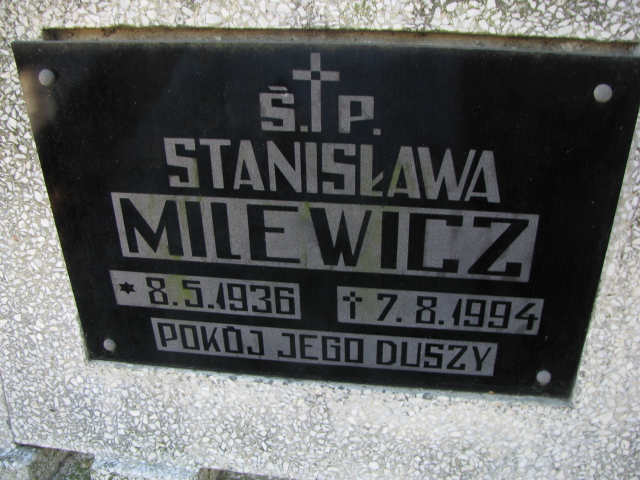 Ś. P.
STANISŁAWA
MILEWICZ
* 8.5.1936 † 7.8.1994
POKÓJ JEGO DUSZY